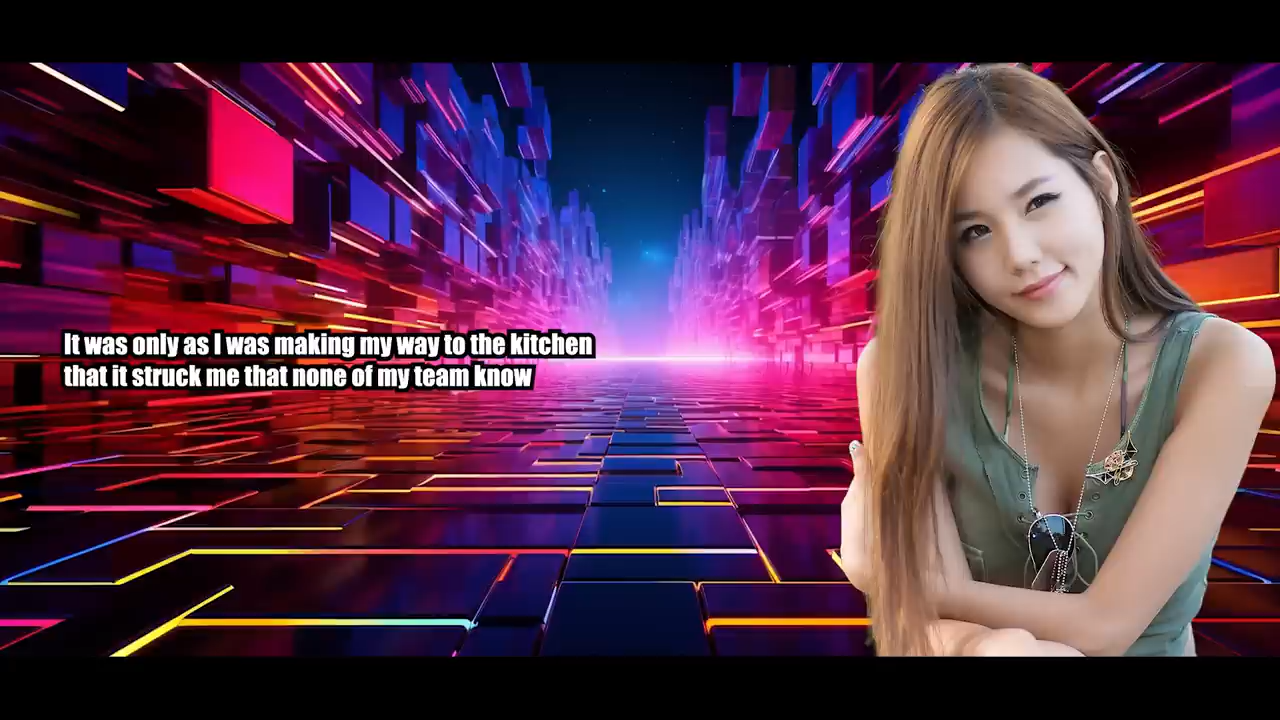 It was only as I was making my way to the kitchen
that it struck me that none of my team know